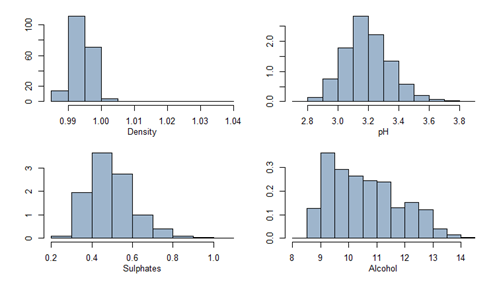 0 20 60 100
0.99 1.00 1.01 1.02 1.03 1.04
Density
0.0 1.0 2.0
2.8 3.0 3.2 3.4 3.6 3.8
pH
0 1 2 3
0.2 0.4 0.6 0.8 1.0
Sulphates
0.0 0.1 0.2 0.3
8 9 10 11 12 13 14
Alcohol